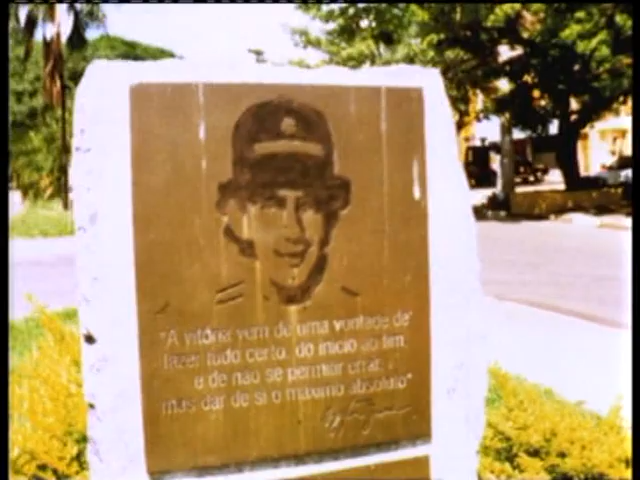 "A vitória vem de uma vontade de
fazer tudo certo, do início ao fim,
e de não se permitir errar,
mas dar de si o máximo absoluto"